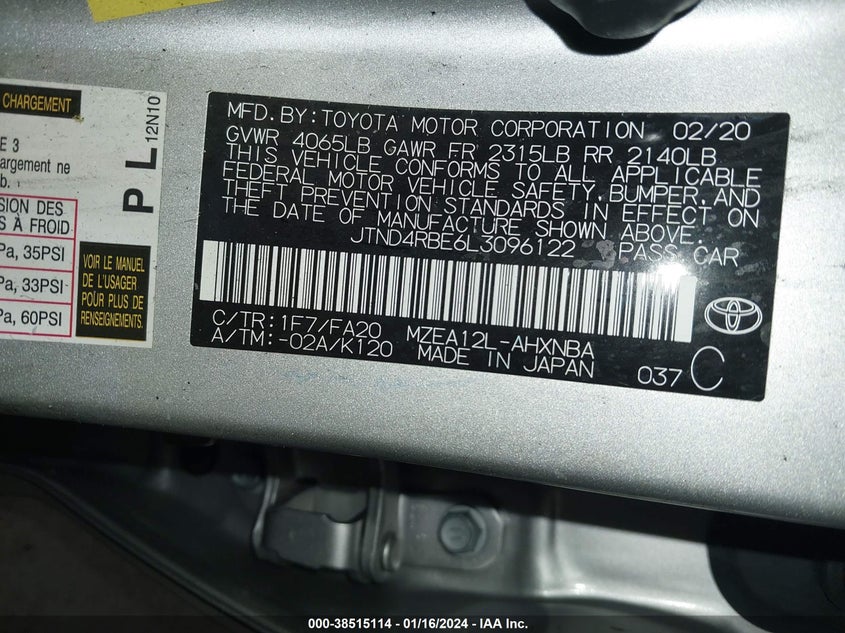 CHARGEMENT
E 3
argement ne
b.
SION DES
S À FROID
Pa, 35PSI
Pa, 33PSI
Pa, 60PSI
VOIR LE MANUEL
DE L'USAGER
POUR PLUS DE
RENSEIGNEMENTS.
P L
12N10
MFD. BY: TOYOTA MOTOR CORPORATION 02/20
GVWR 4065LB GAWR FR 2315LB RR 2140LB
THIS VEHICLE CONFORMS TO ALL APPLICABLE
FEDERAL MOTOR VEHICLE SAFETY, BUMPER, AND
THEFT PREVENTION STANDARDS IN EFFECT ON
THE DATE OF MANUFACTURE SHOWN ABOVE.
JTND4RBE6L3096122 PASS CAR
C/TR: 1F7/FA20 MZEA12L-AHXNBA
A/TM: -02A/K120 MADE IN JAPAN
037 C
000-38515114 - 01/16/2024 - IAA Inc.